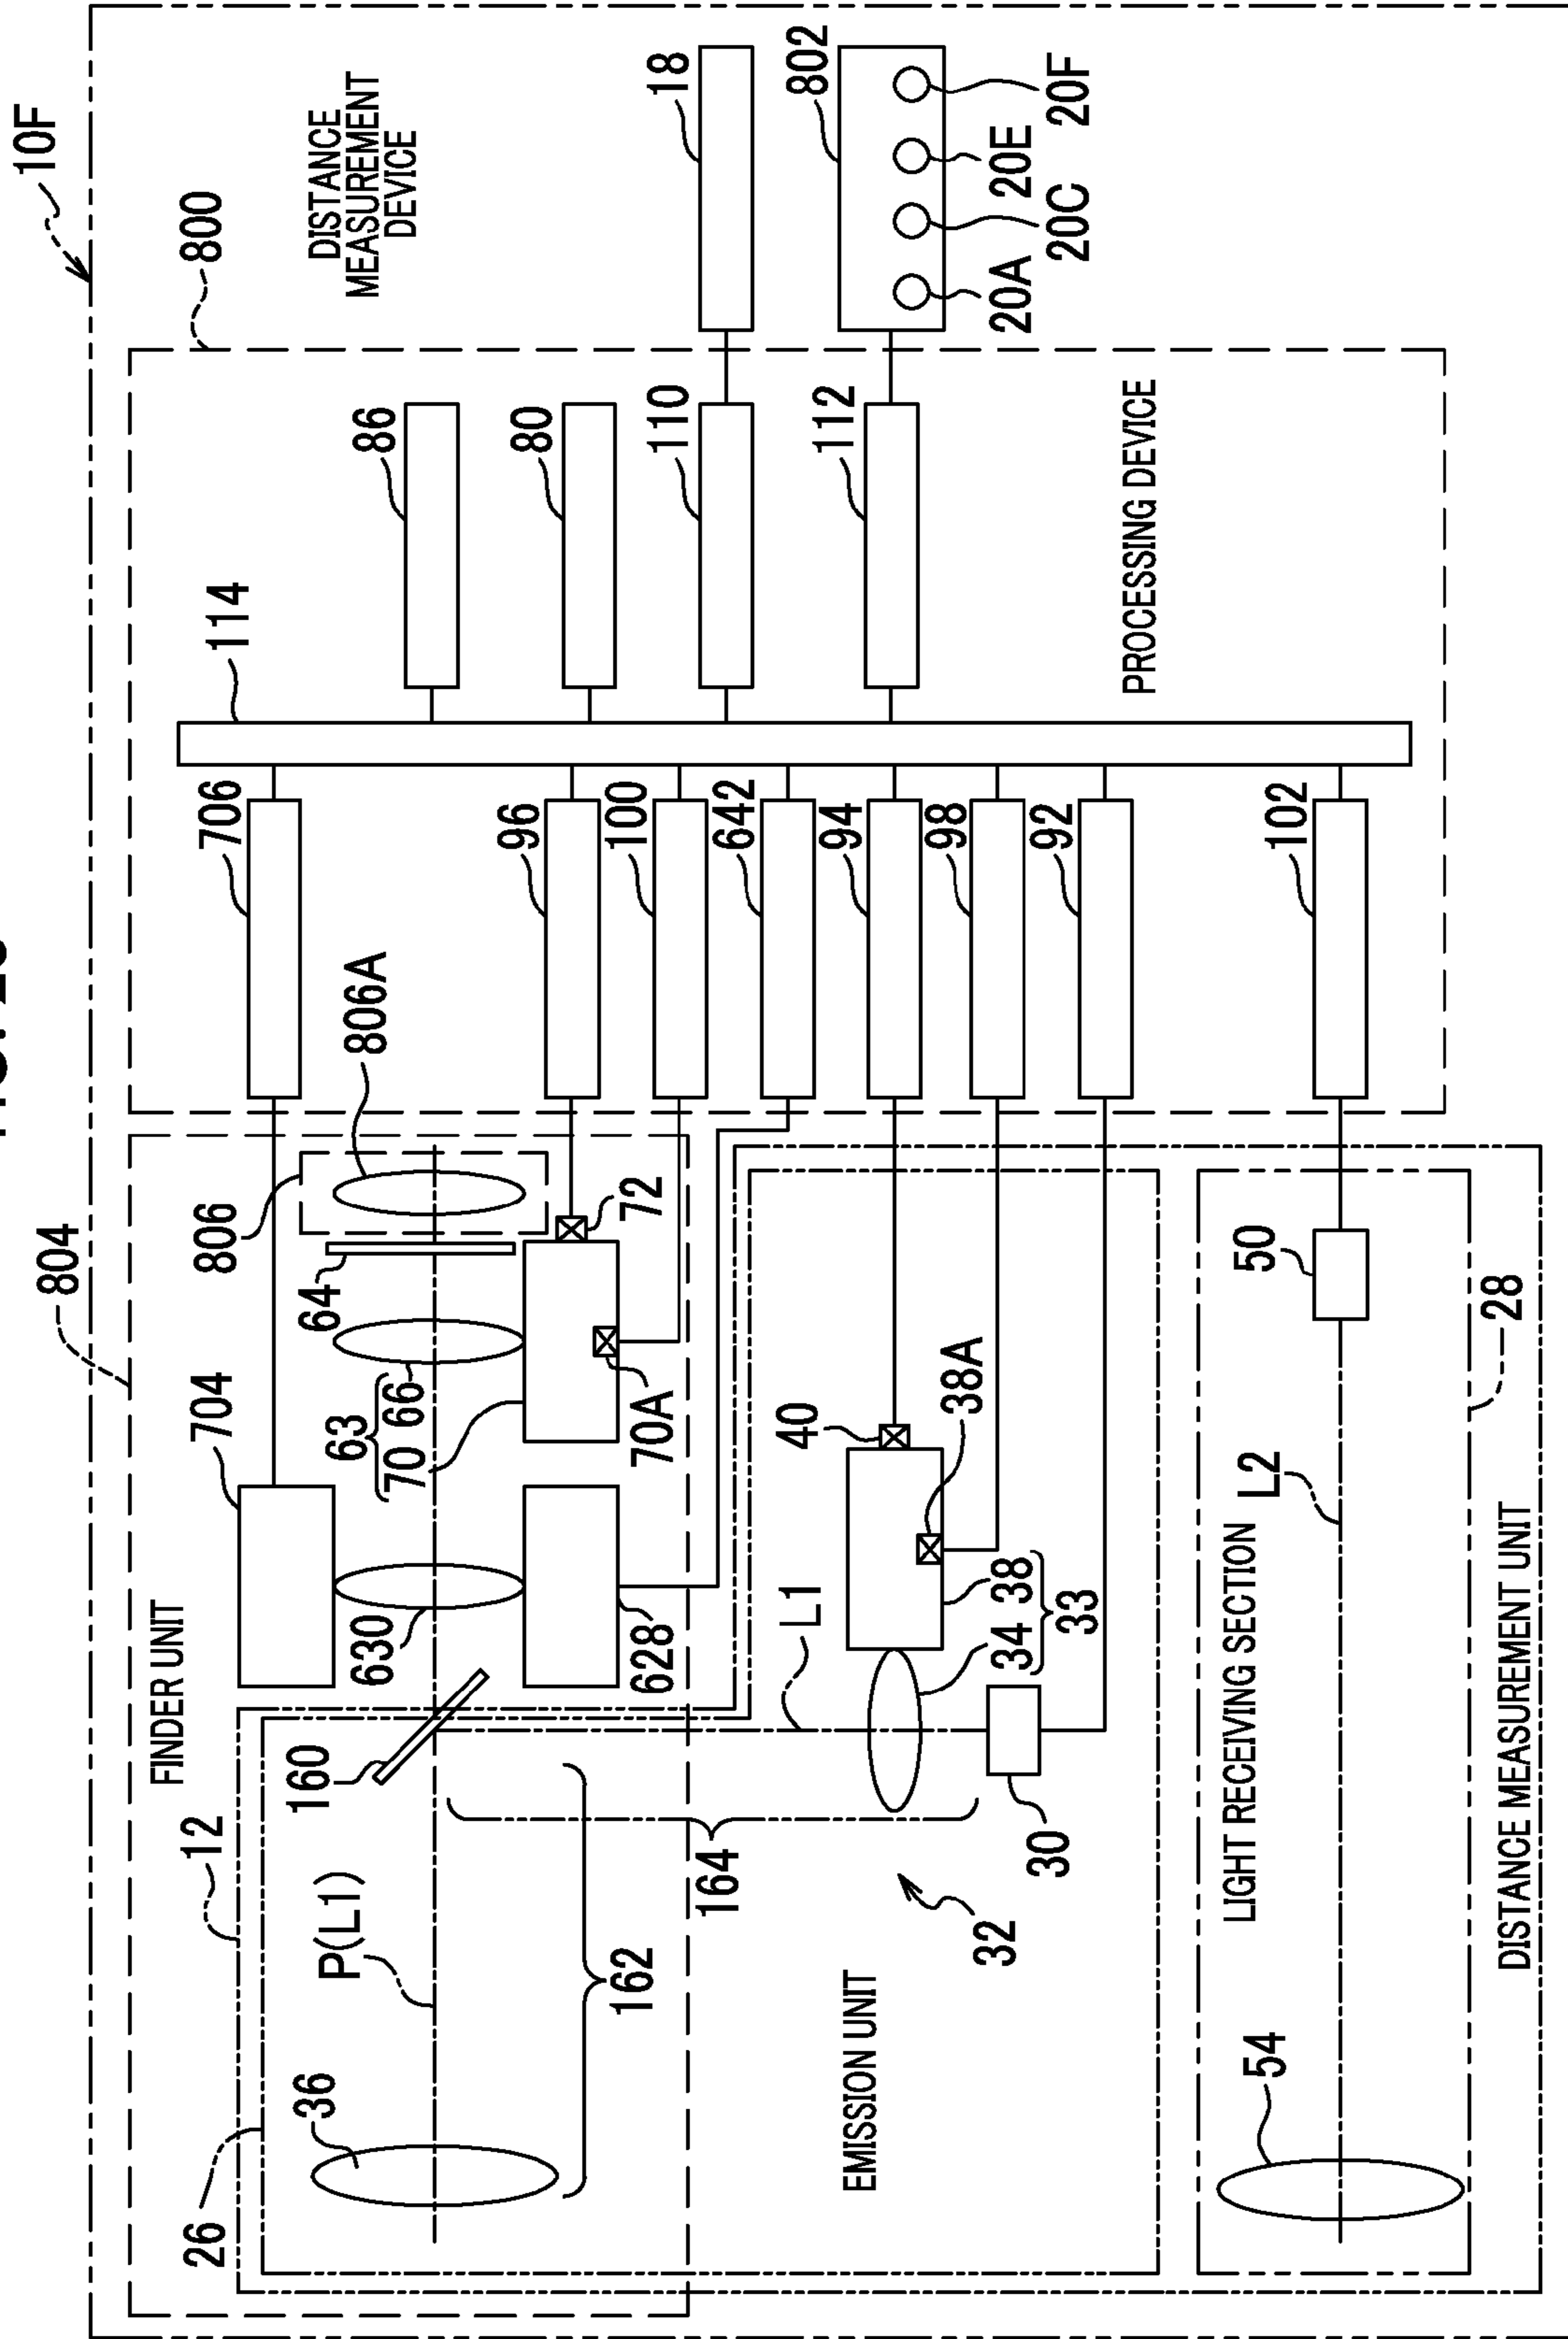 10F
804
FINDER UNIT
12
26
704
806
706
114
800
DISTANCE
MEASUREMENT
DEVICE
36
P(L1)
160
630
63
70 66
64
806A
86
162
628
70A
72
96
100
80
18
164
642
110
EMISSION UNIT
32
30
L1
34 38
33
40
38A
94
98
92
112
802
20A
20C
20E
20F
PROCESSING DEVICE
54
LIGHT RECEIVING SECTION
L2
50
102
28
DISTANCE MEASUREMENT UNIT